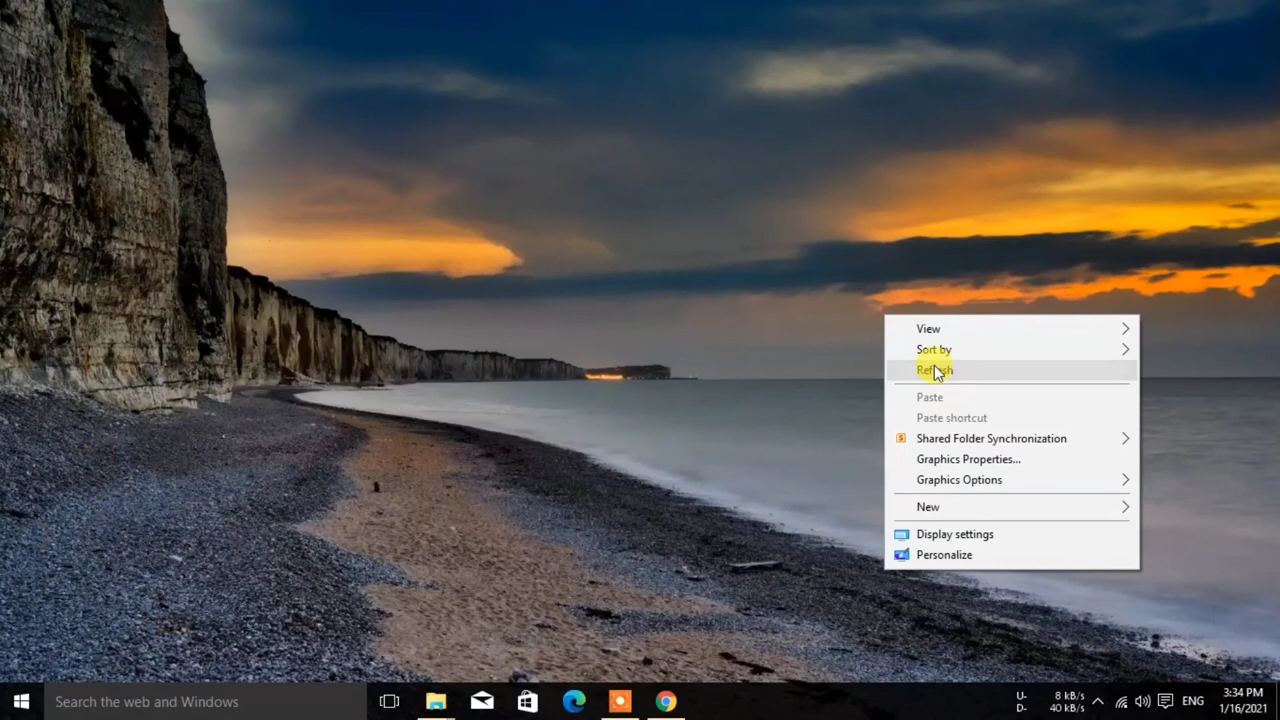 View
Sort by
Refresh
Paste
Paste shortcut
Shared Folder Synchronization
Graphics Properties...
Graphics Options
New
Display settings
Personalize
Search the web and Windows
U- 8 kB/s
D- 40 kB/s
ENG
3:34 PM
1/16/2021